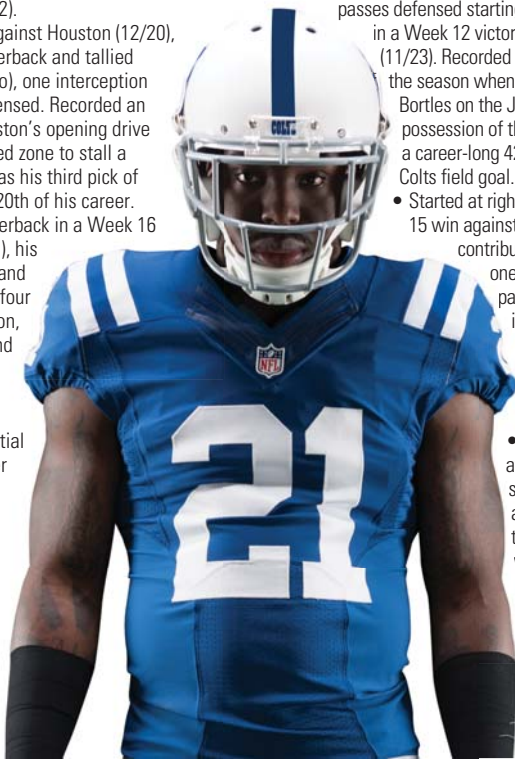 2).
gainst Houston (12/20),
erback and tallied
o), one interception
ensed. Recorded an
ston's opening drive
ed zone to stall a
as his third pick of
20th of his career.
erback in a Week 16
), his
and
four
on,
nd
tial
r
passes defensed starting
in a Week 12 victor
(11/23). Recorded
the season when
Bortles on the J
possession of th
a career-long 42
Colts field goal.
• Started at righ
15 win against
contribu
one
pa
i
•
a
s
a
t
COLTS
NFL
21